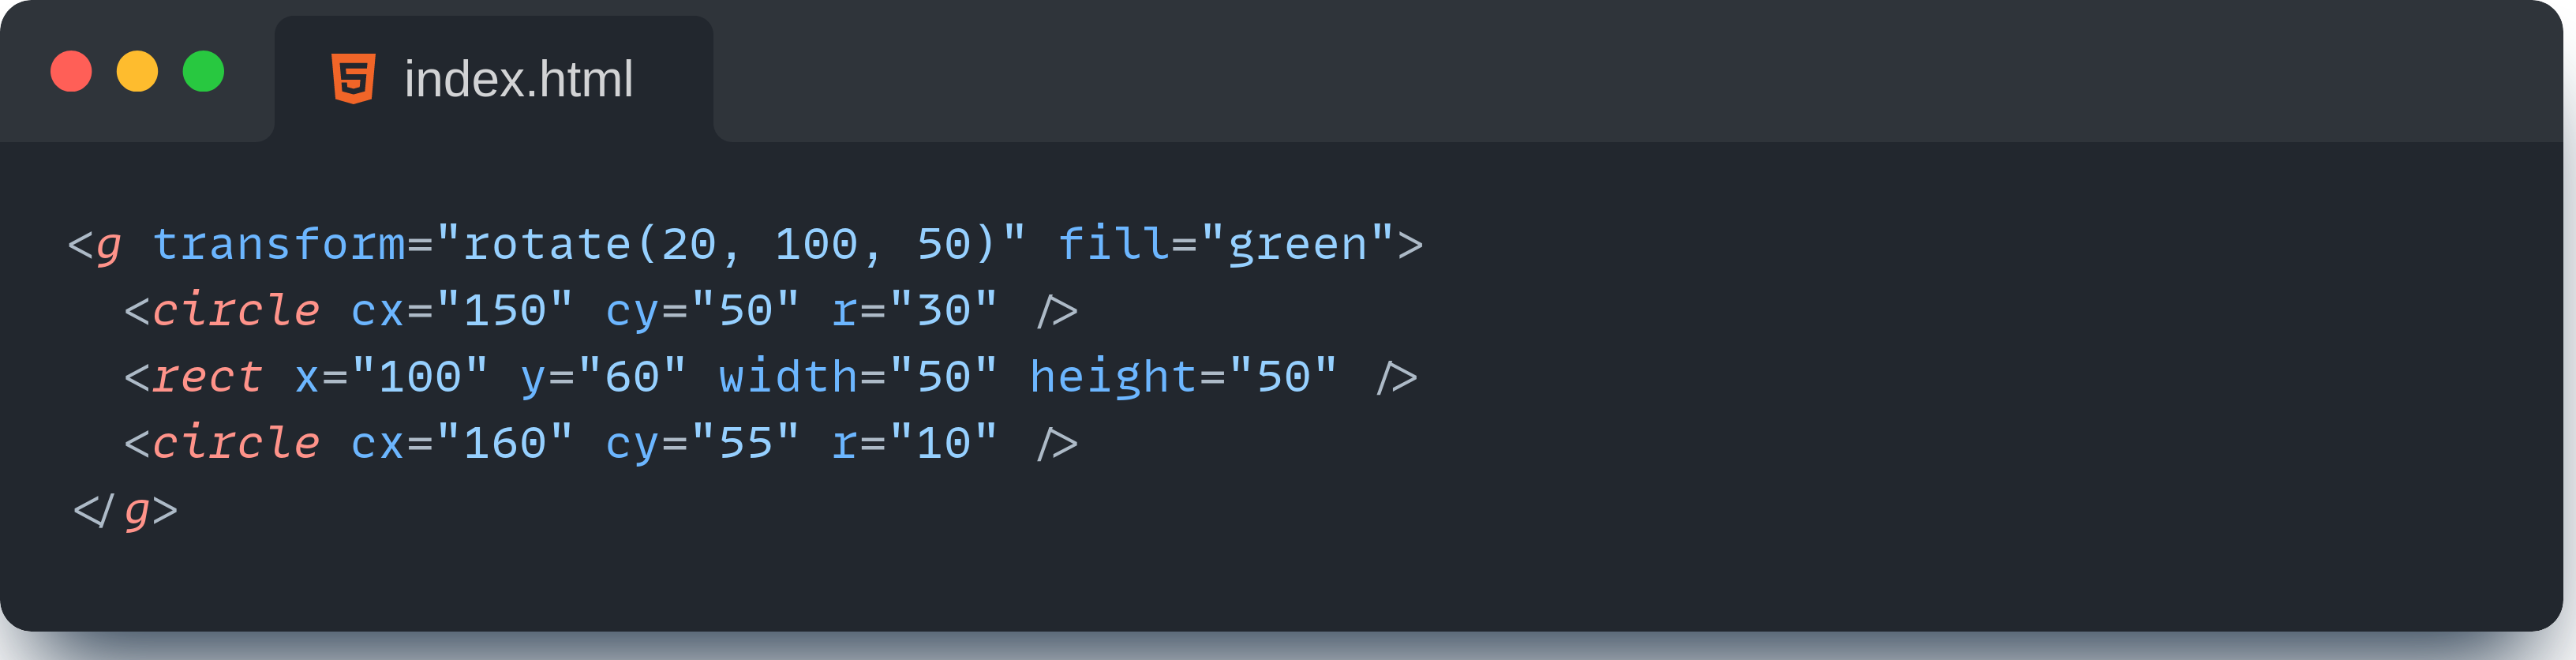 index.html
<g transform="rotate(20, 100, 50)" fill="green">
  <circle cx="150" cy="50" r="30" />
  <rect x="100" y="60" width="50" height="50" />
  <circle cx="160" cy="55" r="10" />
</g>